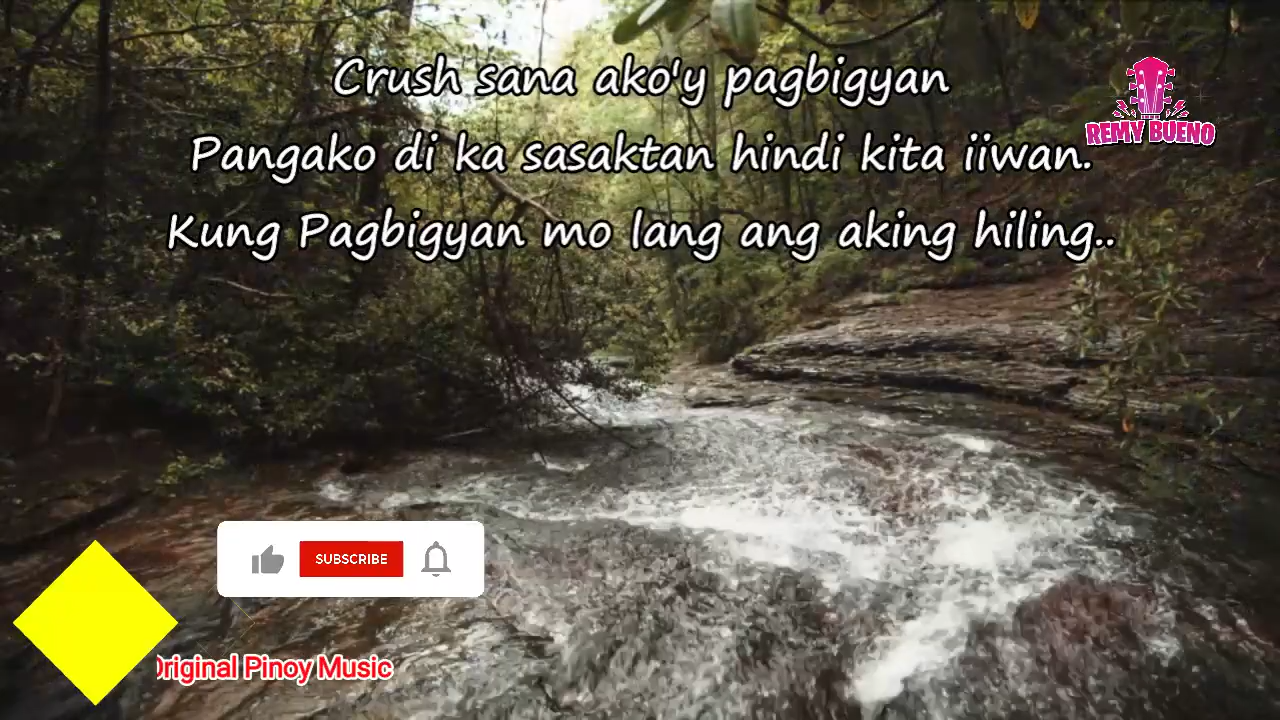 Crush sana ako'y pagbigyan
REMY BUENO
Pangako di ka sasaktan hindi kita iiwan.
Kung Pagbigyan mo lang ang aking hiling..
SUBSCRIBE
Original Pinoy Music